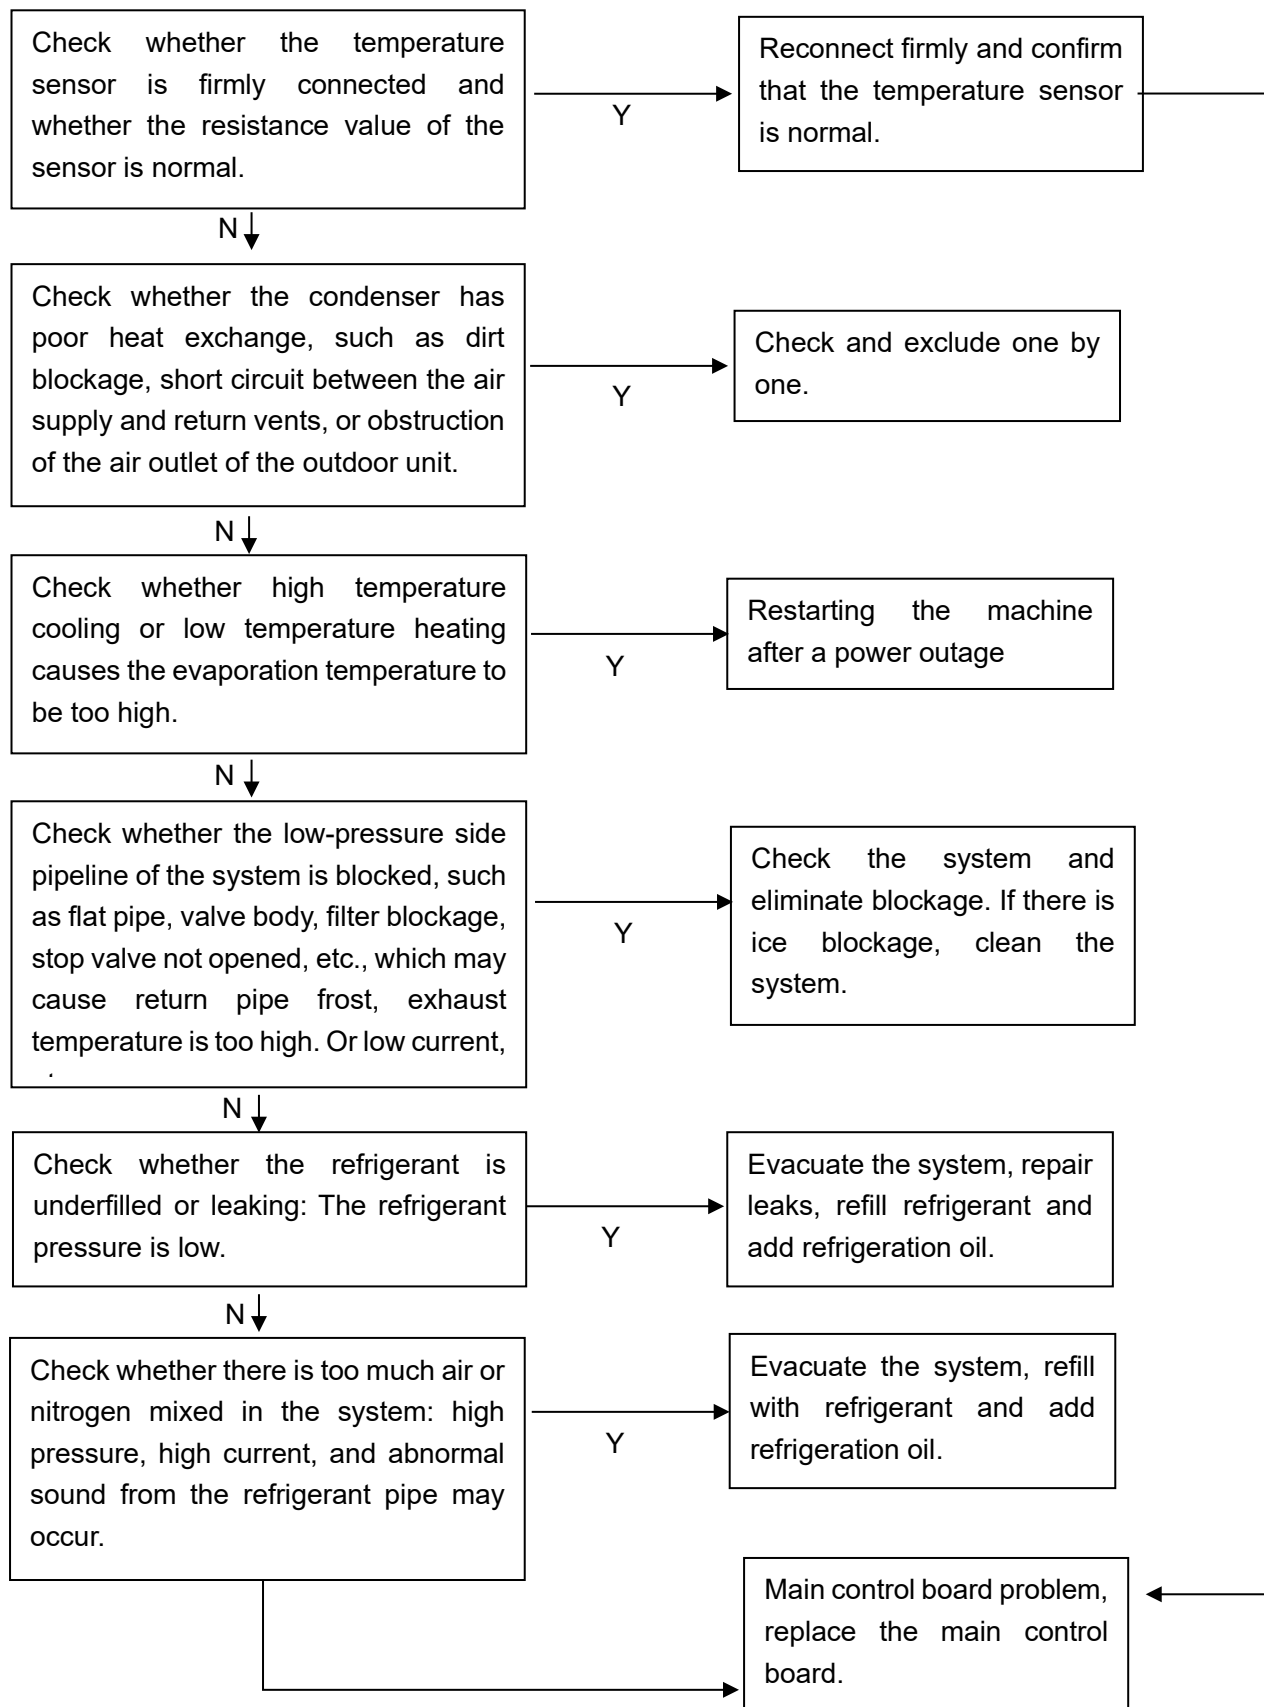 Check whether the temperature
sensor is firmly connected and
whether the resistance value of the
sensor is normal.
Y
Reconnect firmly and confirm
that the temperature sensor
is normal.
N
Check whether the condenser has
poor heat exchange, such as dirt
blockage, short circuit between the air
supply and return vents, or obstruction
of the air outlet of the outdoor unit.
Y
Check and exclude one by
one.
N
Check whether high temperature
cooling or low temperature heating
causes the evaporation temperature to
be too high.
Y
Restarting the machine
after a power outage
N
Check whether the low-pressure side
pipeline of the system is blocked, such
as flat pipe, valve body, filter blockage,
stop valve not opened, etc., which may
cause return pipe frost, exhaust
temperature is too high. Or low current,
Y
Check the system and
eliminate blockage. If there is
ice blockage, clean the
system.
N
Check whether the refrigerant is
underfilled or leaking: The refrigerant
pressure is low.
Y
Evacuate the system, repair
leaks, refill refrigerant and
add refrigeration oil.
N
Check whether there is too much air or
nitrogen mixed in the system: high
pressure, high current, and abnormal
sound from the refrigerant pipe may
occur.
Y
Evacuate the system, refill
with refrigerant and add
refrigeration oil.
Main control board problem,
replace the main control
board.